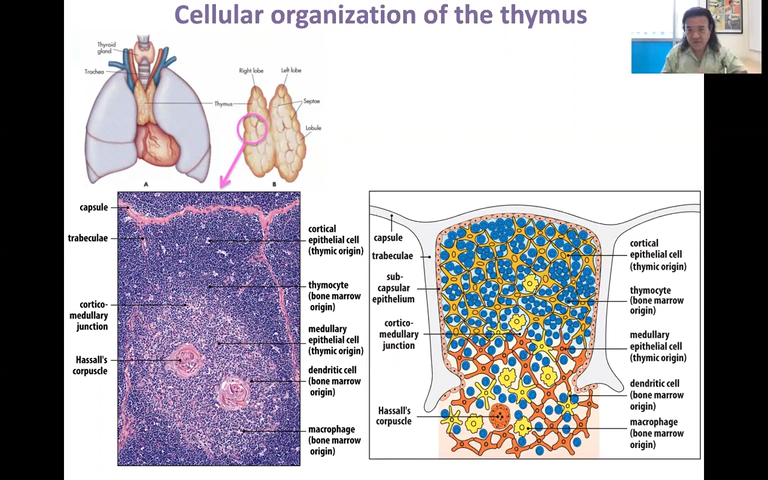 Cellular organization of the thymus
Thyroid
gland
Trachea
Thymus
Right lobe
Left lobe
Septae
Lobule
A
B
capsule
trabeculae
cortico-
medullary
junction
Hassall's
corpuscle
cortical
epithelial cell
(thymic origin)
thymocyte
(bone marrow
origin)
medullary
epithelial cell
(thymic origin)
dendritic cell
(bone marrow
origin)
macrophage
(bone marrow
origin)
capsule
trabeculae
sub-
capsular
epithelium
cortico-
medullary
junction
Hassall's
corpuscle
cortical
epithelial cell
(thymic origin)
thymocyte
(bone marrow
origin)
medullary
epithelial cell
(thymic origin)
dendritic cell
(bone marrow
origin)
macrophage
(bone marrow
origin)